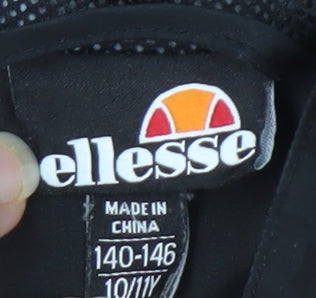 ellesse
MADE IN
CHINA
140-146
10/11Y